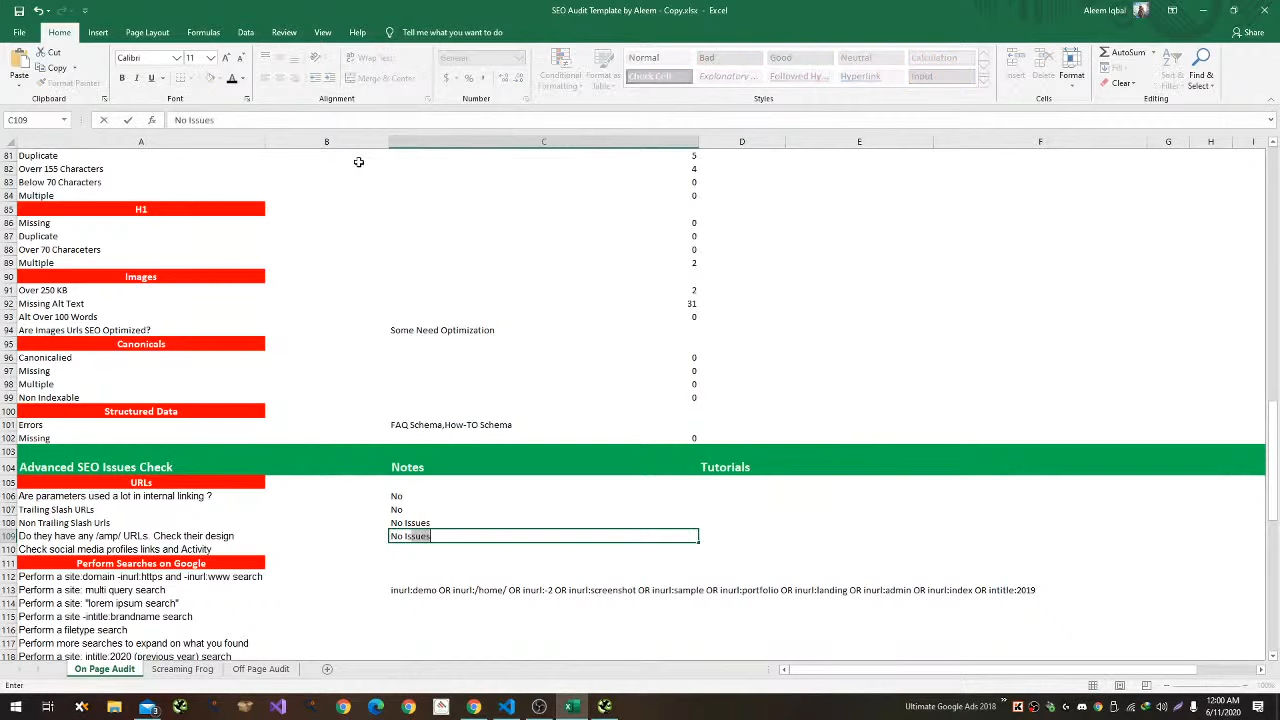 SEO Audit Template by Aleem - Copy.xlsx - Excel
Aleem Iqbal
File Home Insert Page Layout Formulas Data Review View Help Tell me what you want to do
Share
Paste
Cut
Copy
Format Painter
Clipboard
Calibri 11
B I U
Font
Wrap Text
Merge & Center
Alignment
General
$ % ,
Number
Conditional Formatting
Format as Table
Normal Bad Good Neutral Calculation
Check Cell Explanatory ... Followed Hy... Hyperlink Input
Styles
Insert Delete Format
Cells
AutoSum
Fill
Clear
Sort & Filter
Find & Select
Editing
C109 fx No Issues
A B C D E F G H I
81 Duplicate 5
82 Overr 155 Characters 4
83 Below 70 Characters 0
84 Multiple 0
85 H1
86 Missing 0
87 Duplicate 0
88 Over 70 Characeters 0
89 Multiple 2
90 Images
91 Over 250 KB 2
92 Missing Alt Text 31
93 Alt Over 100 Words 0
94 Are Images Urls SEO Optimized? Some Need Optimization
95 Canonicals
96 Canonicalied 0
97 Missing 0
98 Multiple 0
99 Non Indexable 0
100 Structured Data
101 Errors FAQ Schema,How-TO Schema
102 Missing 0
104 Advanced SEO Issues Check Notes Tutorials
105 URLs
106 Are parameters used a lot in internal linking ? No
107 Trailing Slash URLs No
108 Non Trailing Slash Urls No Issues
109 Do they have any /amp/ URLs. Check their design No Issues
110 Check social media profiles links and Activity
111 Perform Searches on Google
112 Perform a site:domain -inurl:https and -inurl:www search
113 Perform a site: multi query search inurl:demo OR inurl:/home/ OR inurl:-2 OR inurl:screenshot OR inurl:sample OR inurl:portfolio OR inurl:landing OR inurl:admin OR inurl:index OR intitle:2019
114 Perform a site: "lorem ipsum search"
115 Perform a site -intitle:brandname search
116 Perform a filetype search
117 Perform more searches to expand on what you found
118 Perform a site: intitle:2020 (previous year) search
On Page Audit Screaming Frog Off Page Audit
Enter
100%
Ultimate Google Ads 2018
12:00 AM
6/11/2020